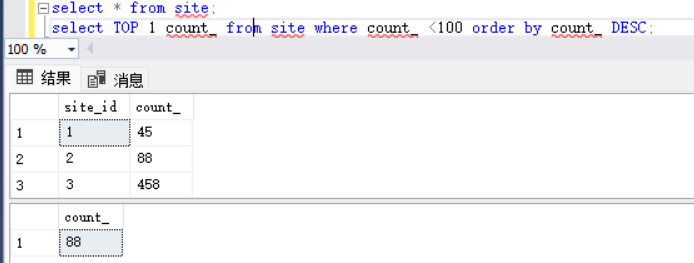 select * from site;
select TOP 1 count_ from site where count_ <100 order by count_ DESC;
100 %
结果 消息
site_id count_
1 1 45
2 2 88
3 3 458
count_
1 88